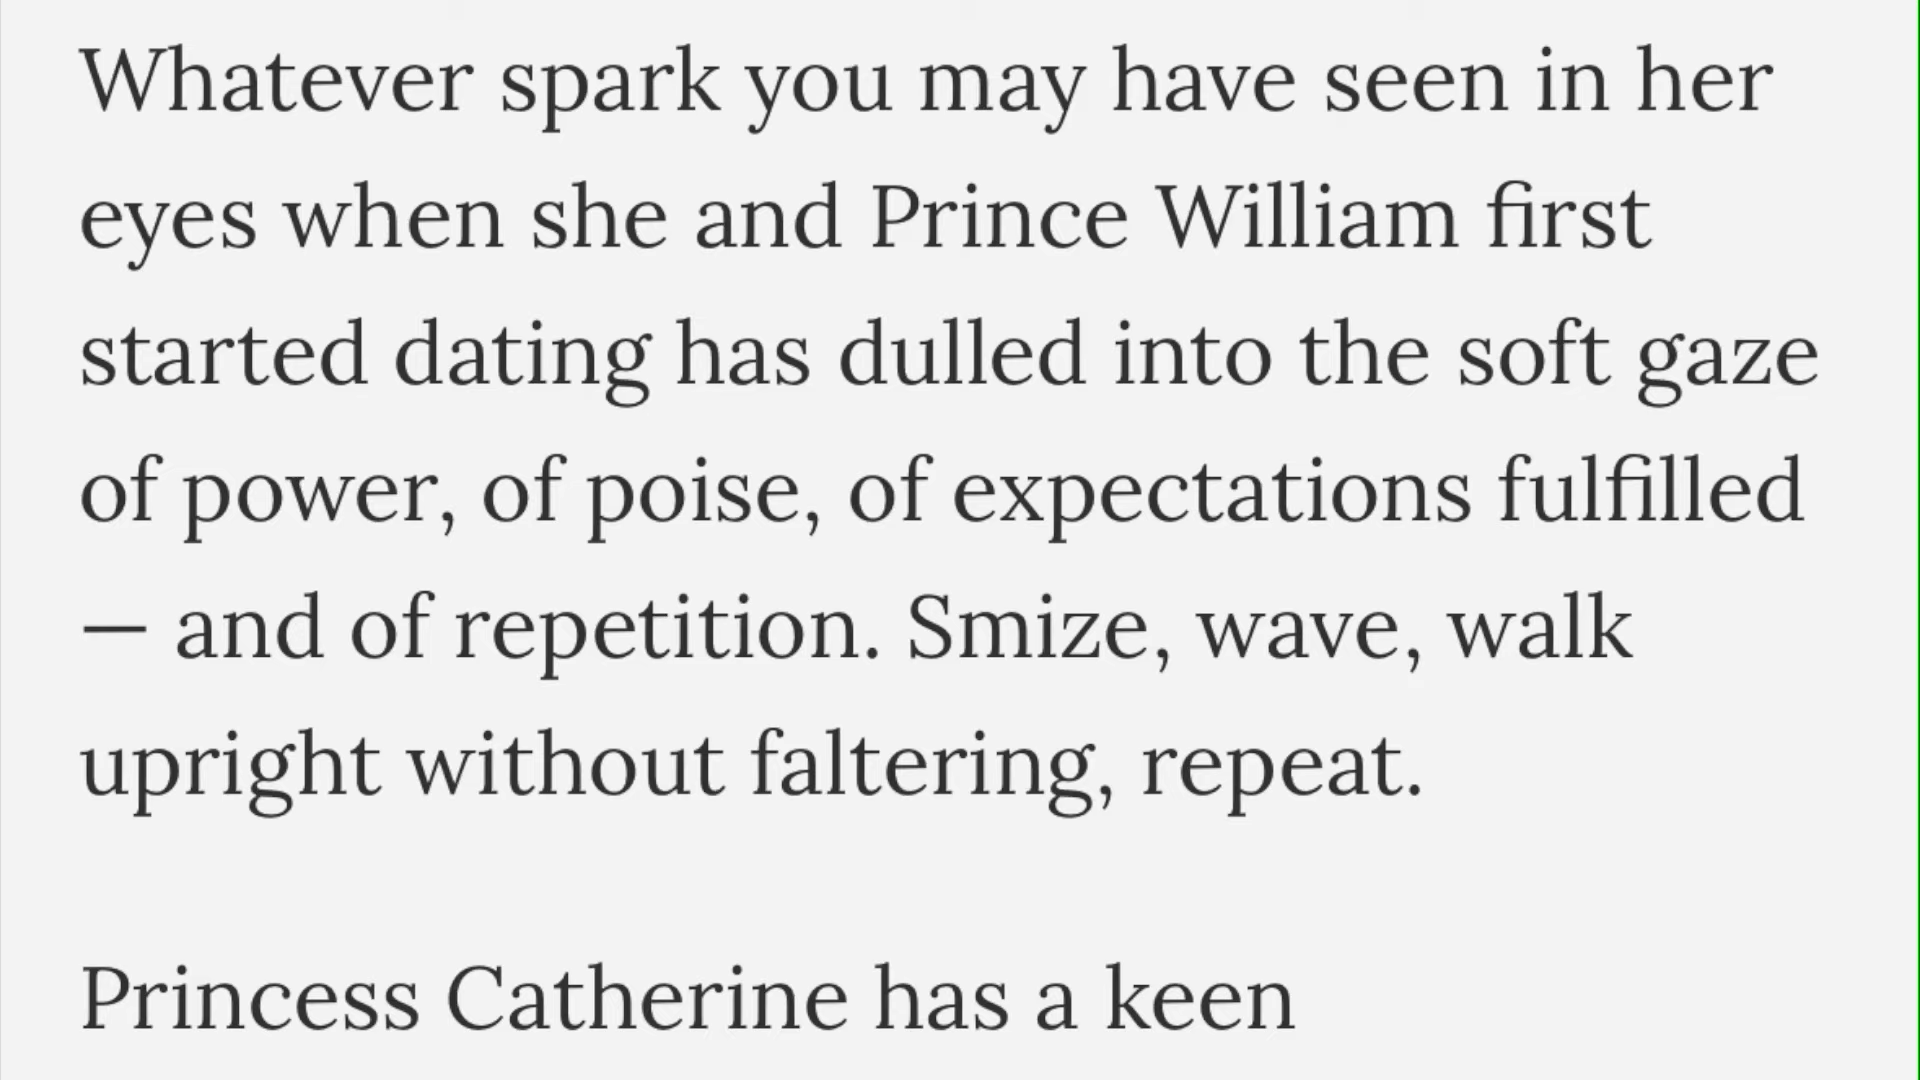 Whatever spark you may have seen in her
eyes when she and Prince William first
started dating has dulled into the soft gaze
of power, of poise, of expectations fulfilled
— and of repetition. Smize, wave, walk
upright without faltering, repeat.
Princess Catherine has a keen